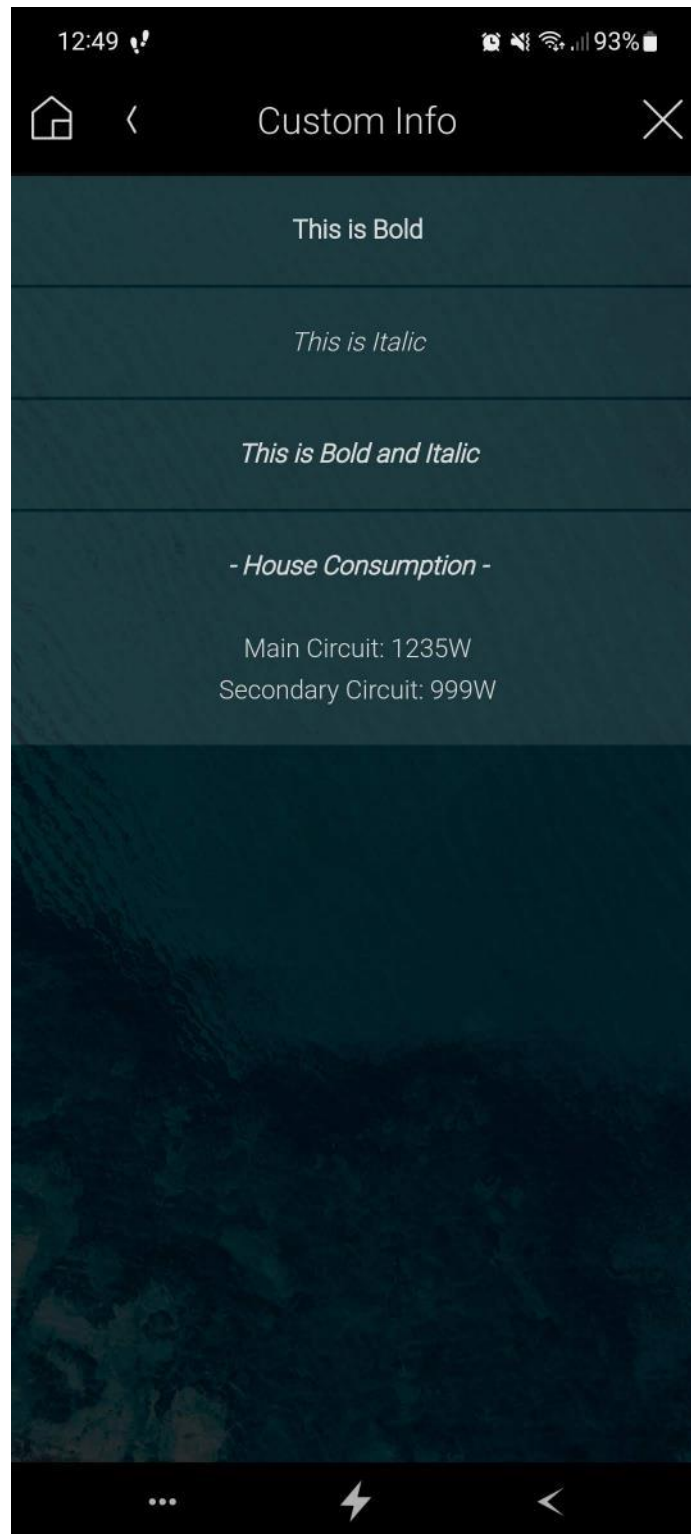 12:49
93%
Custom Info
This is Bold
This is Italic
This is Bold and Italic
- House Consumption -
Main Circuit: 1235W
Secondary Circuit: 999W